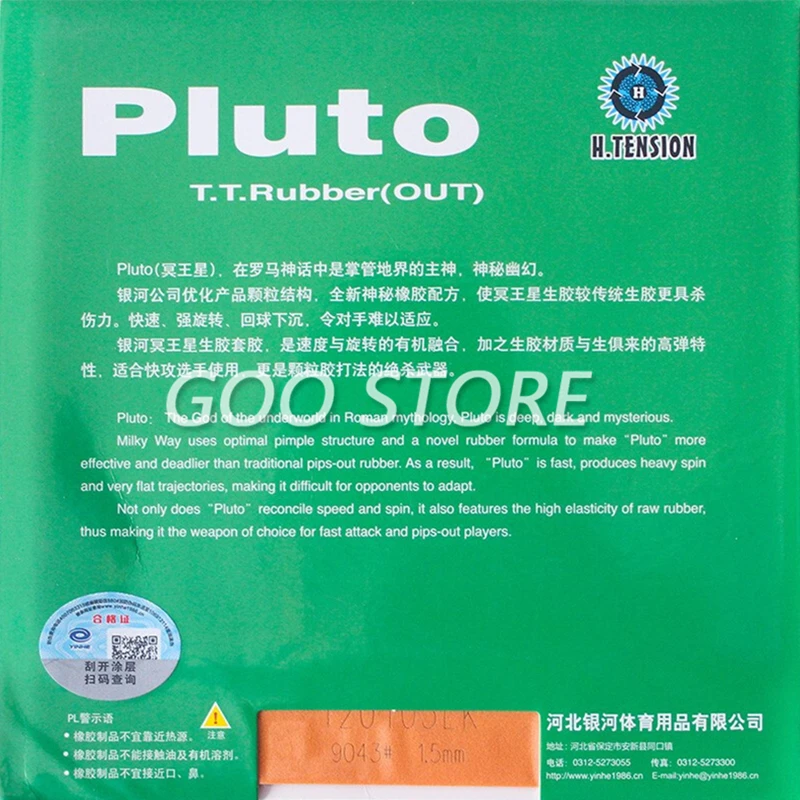 Pluto
T.T.Rubber(OUT)
H
H.TENSION
Pluto(冥王星)，在罗马神话中是掌管地界的主神，神秘幽幻。
银河公司优化产品颗粒结构，全新神秘橡胶配方，使冥王星生胶较传统生胶更具杀
伤力。快速、强旋转、回球下沉，令对手难以适应。
银河冥王星生胶套胶，是速度与旋转的有机融合，加之生胶材质与生俱来的高弹特
性，适合快攻选手使用，更是颗粒胶打法的绝杀武器。
GOO STORE
Pluto: The God of the underworld in Roman mythology. Pluto is deep, dark and mysterious.
Milky Way uses optimal pimple structure and a novel rubber formula to make “Pluto” more
effective and deadlier than traditional pips-out rubber. As a result, “Pluto” is fast, produces heavy spin
and very flat trajectories, making it difficult for opponents to adapt.
Not only does “Pluto” reconcile speed and spin, it also features the high elasticity of raw rubber,
thus making it the weapon of choice for fast attack and pips-out players.
合格证
YINHE
刮开涂层
扫码查询
PL警示语
注意
•橡胶制品不宜靠近热源。
•橡胶制品不能接触油及有机溶剂。
•橡胶制品不宜接近口、鼻。
9043# 1.5mm
河北银河体育用品有限公司
地址：河北省保定市安新县同口镇
电话：0312-5273055 传真：0312-5273300
http://www.yinhe1986.cn E-mail:yinhe@yinhe1986.cn